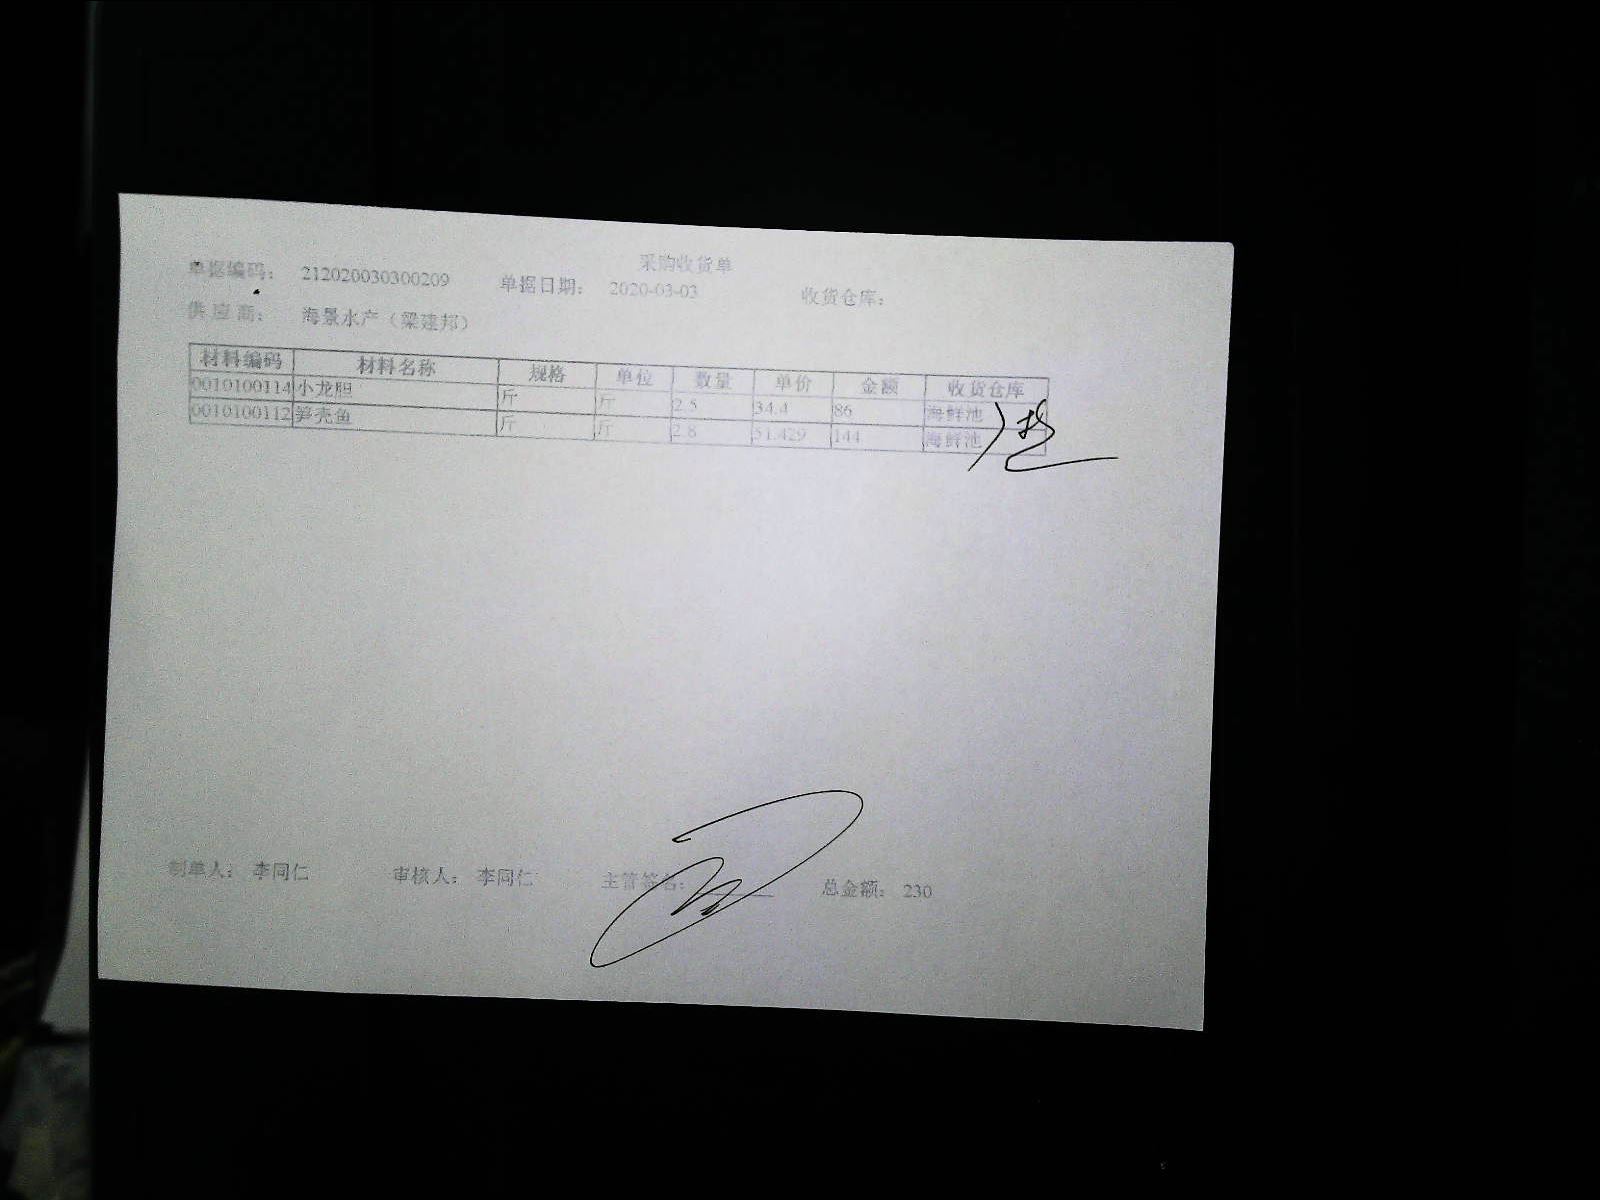 采购收货单
单据编码： 212020030300209 单据日期： 2020-03-03 收货仓库：
供应商： 海景水产（梁建邦）
材料编码 材料名称 规格 单位 数量 单价 金额 收货仓库
0010100114 小龙胆 斤 斤 2.5 34.4 86 海鲜池
0010100112 笋壳鱼 斤 斤 2.8 51.429 144 海鲜池
制单人： 李同仁 审核人： 李同仁 主管签名： 总金额： 230